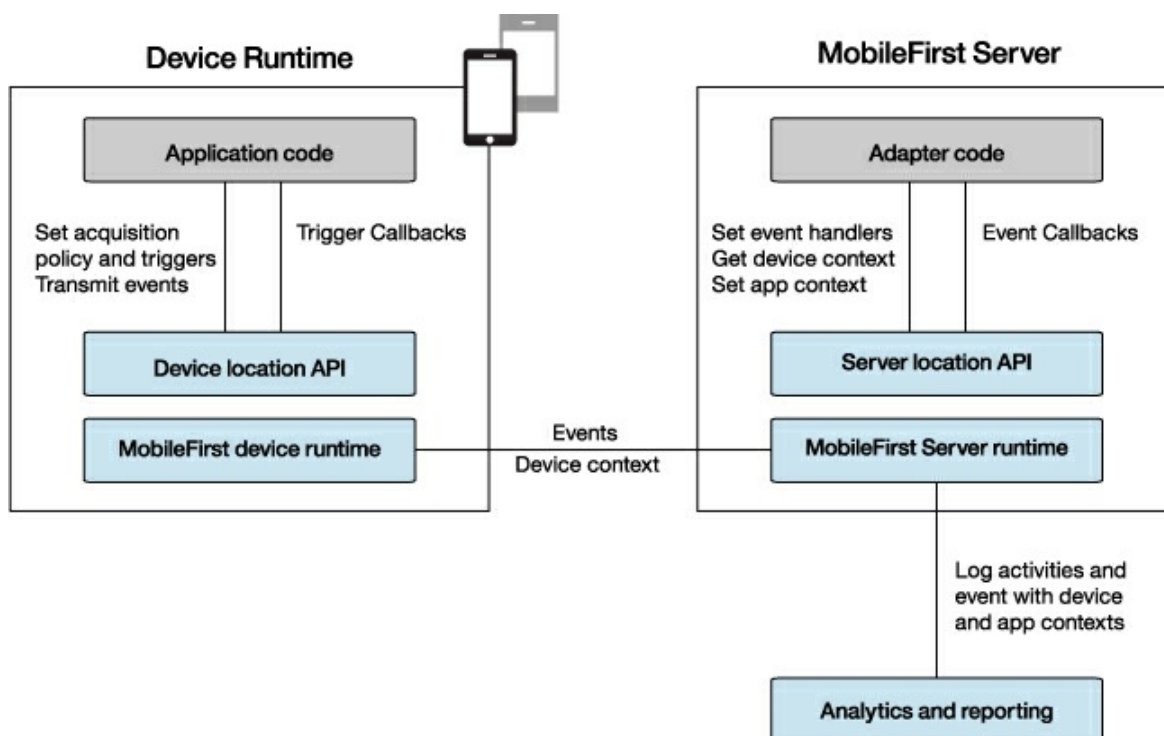 Device Runtime
MobileFirst Server
Application code
Adapter code
Set acquisition
policy and triggers
Transmit events
Trigger Callbacks
Set event handlers
Get device context
Set app context
Event Callbacks
Device location API
Server location API
MobileFirst device runtime
Events
Device context
MobileFirst Server runtime
Log activities and
event with device
and app contexts
Analytics and reporting